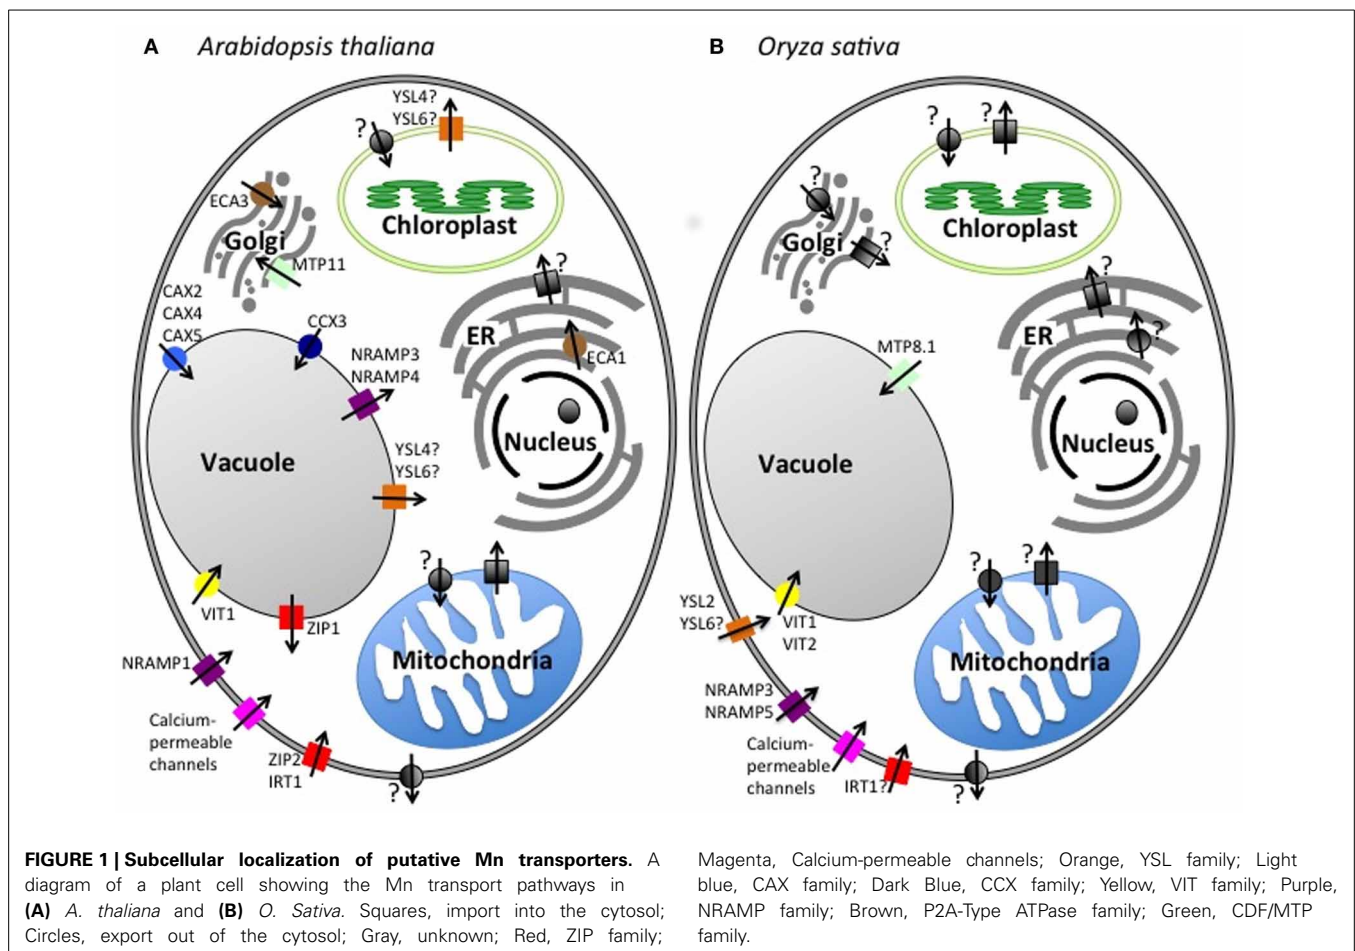 A Arabidopsis thaliana
YSL4?
YSL6?
?
ECA3
Golgi
MTP11
Chloroplast
CAX2
CAX4
CAX5
CCX3
NRAMP3
NRAMP4
?
ER
ECA1
Nucleus
Vacuole
YSL4?
YSL6?
VIT1
ZIP1
?
Mitochondria
NRAMP1
Calcium-
permeable
channels
ZIP2
IRT1
?
B Oryza sativa
?
?
?
Golgi
?
Chloroplast
?
ER
?
MTP8.1
Nucleus
Vacuole
YSL2
YSL6?
VIT1
VIT2
?
?
Mitochondria
NRAMP3
NRAMP5
Calcium-
permeable
channels
IRT1?
?
FIGURE 1 | Subcellular localization of putative Mn transporters. A
diagram of a plant cell showing the Mn transport pathways in
(A) A. thaliana and (B) O. Sativa. Squares, import into the cytosol;
Circles, export out of the cytosol; Gray, unknown; Red, ZIP family;
Magenta, Calcium-permeable channels; Orange, YSL family; Light
blue, CAX family; Dark Blue, CCX family; Yellow, VIT family; Purple,
NRAMP family; Brown, P2A-Type ATPase family; Green, CDF/MTP
family.